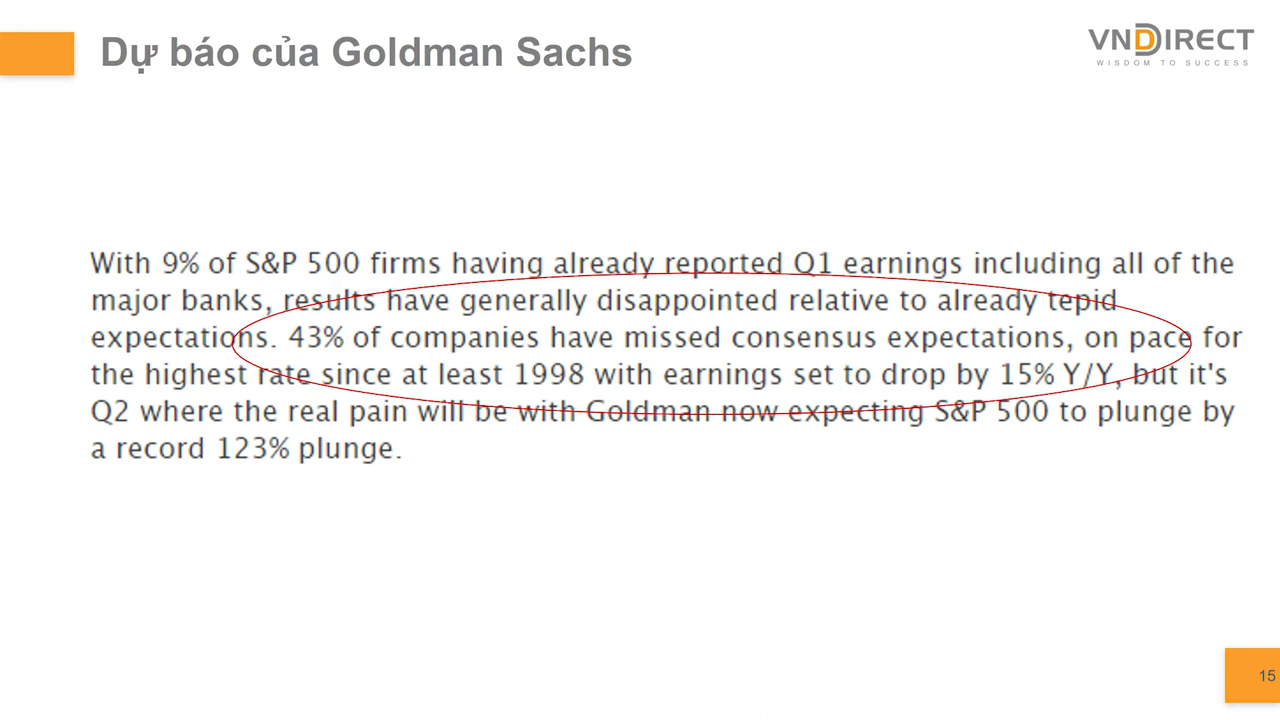 Dự báo của Goldman Sachs
VNDIRECT
WISDOM TO SUCCESS
With 9% of S&P 500 firms having already reported Q1 earnings including all of the
major banks, results have generally disappointed relative to already tepid
expectations. 43% of companies have missed consensus expectations, on pace for
the highest rate since at least 1998 with earnings set to drop by 15% Y/Y, but it's
Q2 where the real pain will be with Goldman now expecting S&P 500 to plunge by
a record 123% plunge.
15